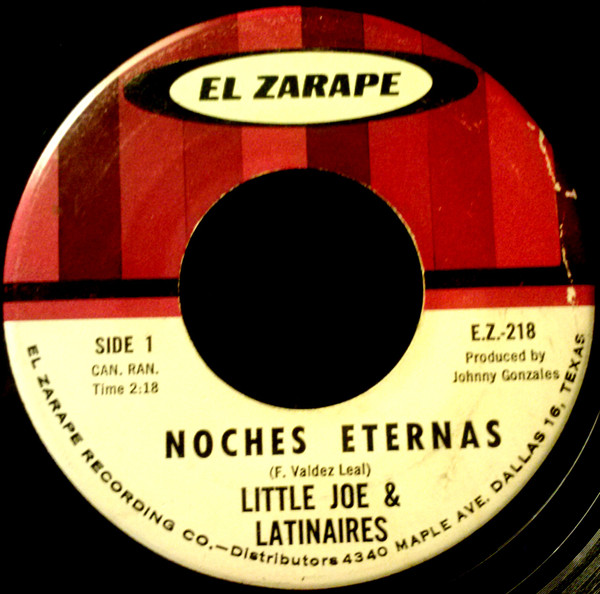 EL ZARAPE
SIDE 1
CAN. RAN.
Time 2:18
E.Z.-218
Produced by
Johnny Gonzales
NOCHES ETERNAS
(F. Valdez Leal)
LITTLE JOE &
LATINAIRES
EL ZARAPE RECORDING CO.—Distributors 4340 MAPLE AVE. DALLAS 16, TEXAS